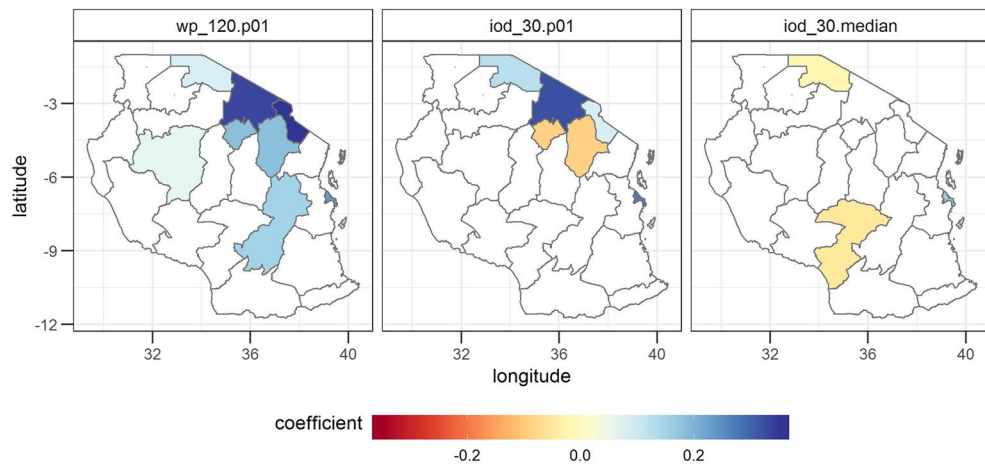 wp_120.p01 iod_30.p01 iod_30.median
latitude
-3
-6
-9
-12
32 36 40 32 36 40 32 36 40
longitude
coefficient
-0.2 0.0 0.2